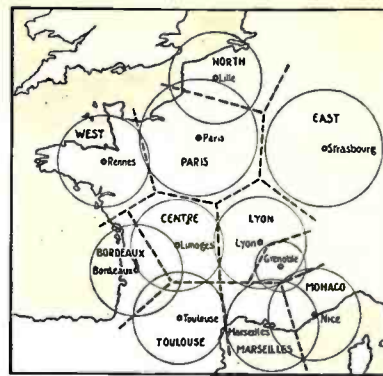 NORTH
Lille
EAST
WEST
Paris
Rennes
PARIS
Strasbourg
CENTRE
LYON
Limoges
Lyon
BORDEAUX
Bordeaux
Grenoble
MONACO
Toulouse
Nice
Marseilles
TOULOUSE
MARSEILLES